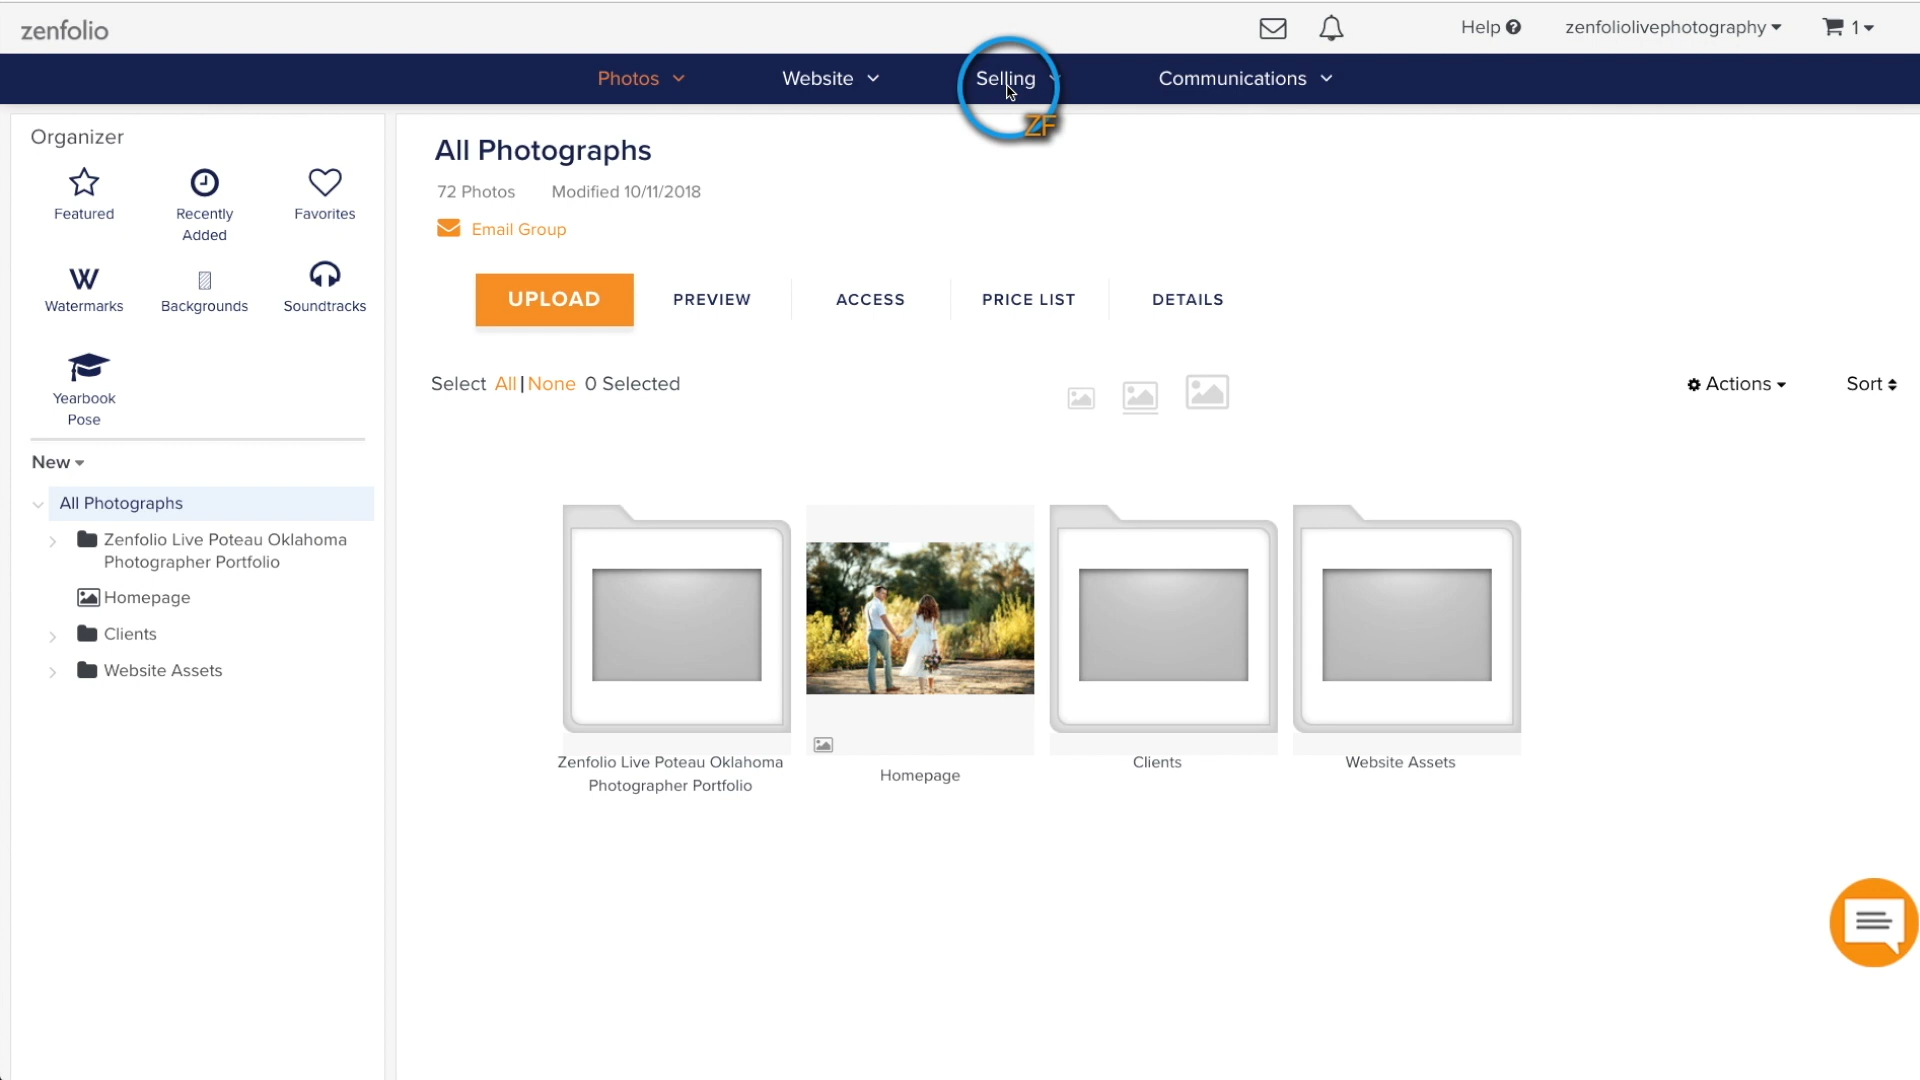 zenfolio
Help
zenfoliolivephotography
1
Photos
Website
Selling
Communications
ZF
Organizer
Featured
Recently
Added
Favorites
Watermarks
Backgrounds
Soundtracks
Yearbook
Pose
New
All Photographs
Zenfolio Live Poteau Oklahoma
Photographer Portfolio
Homepage
Clients
Website Assets
All Photographs
72 Photos Modified 10/11/2018
Email Group
UPLOAD
PREVIEW
ACCESS
PRICE LIST
DETAILS
Select All | None 0 Selected
Actions
Sort
Zenfolio Live Poteau Oklahoma
Photographer Portfolio
Homepage
Clients
Website Assets